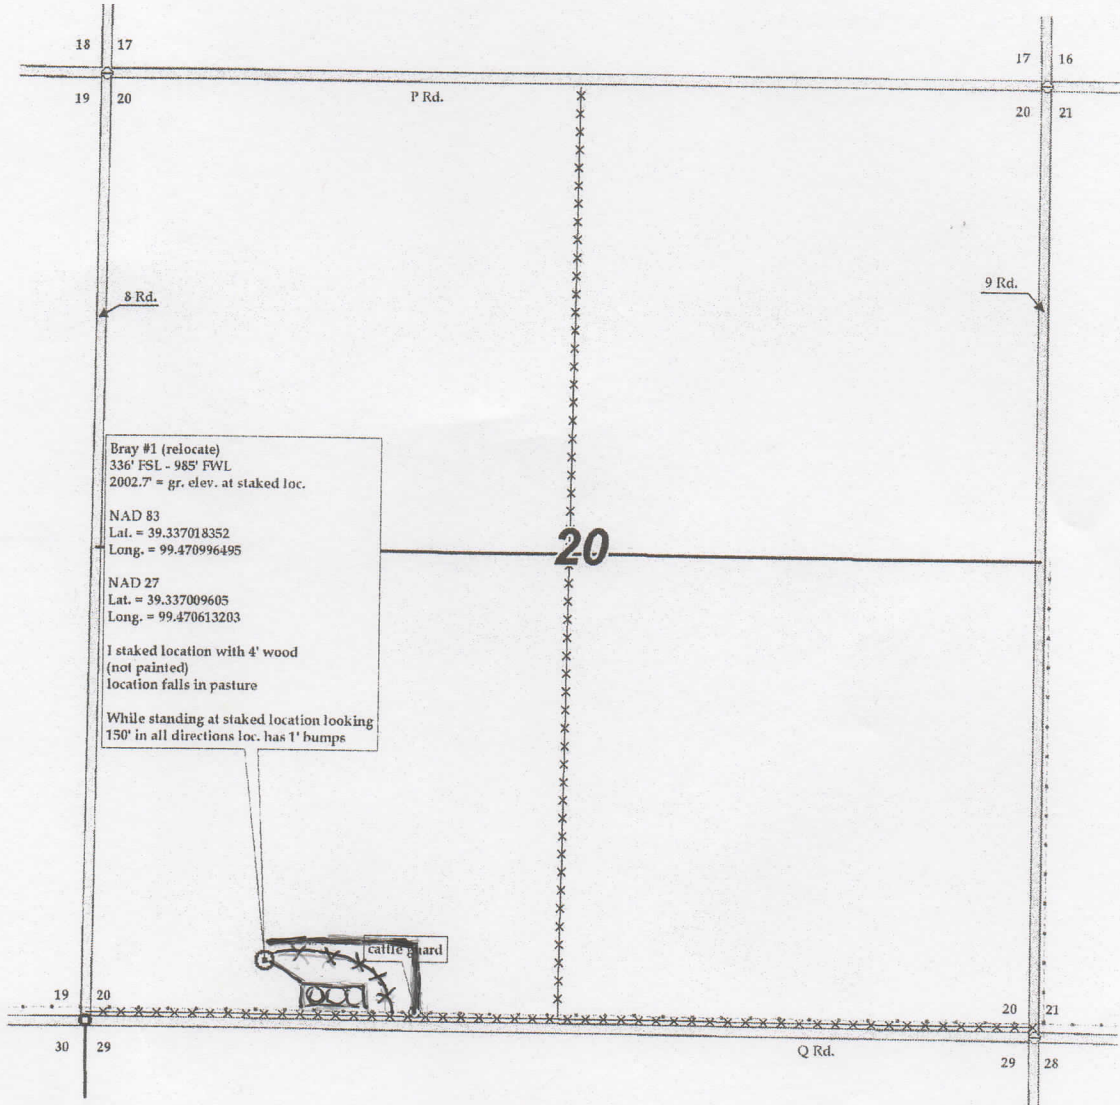 18 17
17 16
19 20
P Rd.
20 21
8 Rd.
9 Rd.
Bray #1 (relocate)
336' FSL - 985' FWL
2002.7' = gr. elev. at staked loc.
NAD 83
Lat. = 39.337018352
Long. = 99.470996495
NAD 27
Lat. = 39.337009605
Long. = 99.470613203
I staked location with 4' wood
(not painted)
location falls in pasture
While standing at staked location looking
150' in all directions loc. has 1' bumps
20
cattle guard
19 20
20 21
30 29
Q Rd.
29 28